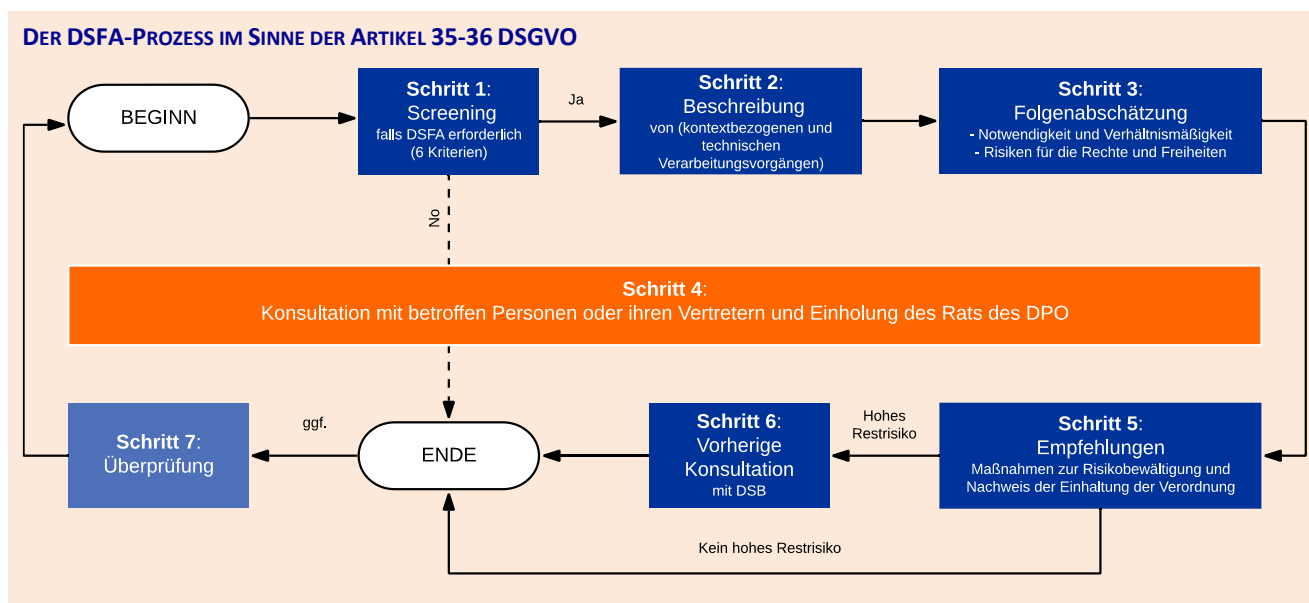 DER DSFA-PROZESS IM SINNE DER ARTIKEL 35-36 DSGVO
BEGINN
Schritt 1:
Screening
falls DSFA erforderlich
(6 Kriterien)
Ja
Schritt 2:
Beschreibung
von (kontextbezogenen und
technischen
Verarbeitungsvorgängen)
Schritt 3:
Folgenabschätzung
- Notwendigkeit und Verhältnismäßigkeit
- Risiken für die Rechte und Freiheiten
No
Schritt 4:
Konsultation mit betroffen Personen oder ihren Vertretern und Einholung des Rats des DPO
Schritt 7:
Überprüfung
ggf.
ENDE
Schritt 6:
Vorherige
Konsultation
mit DSB
Hohes
Restrisiko
Schritt 5:
Empfehlungen
Maßnahmen zur Risikobewältigung und
Nachweis der Einhaltung der Verordnung
Kein hohes Restrisiko